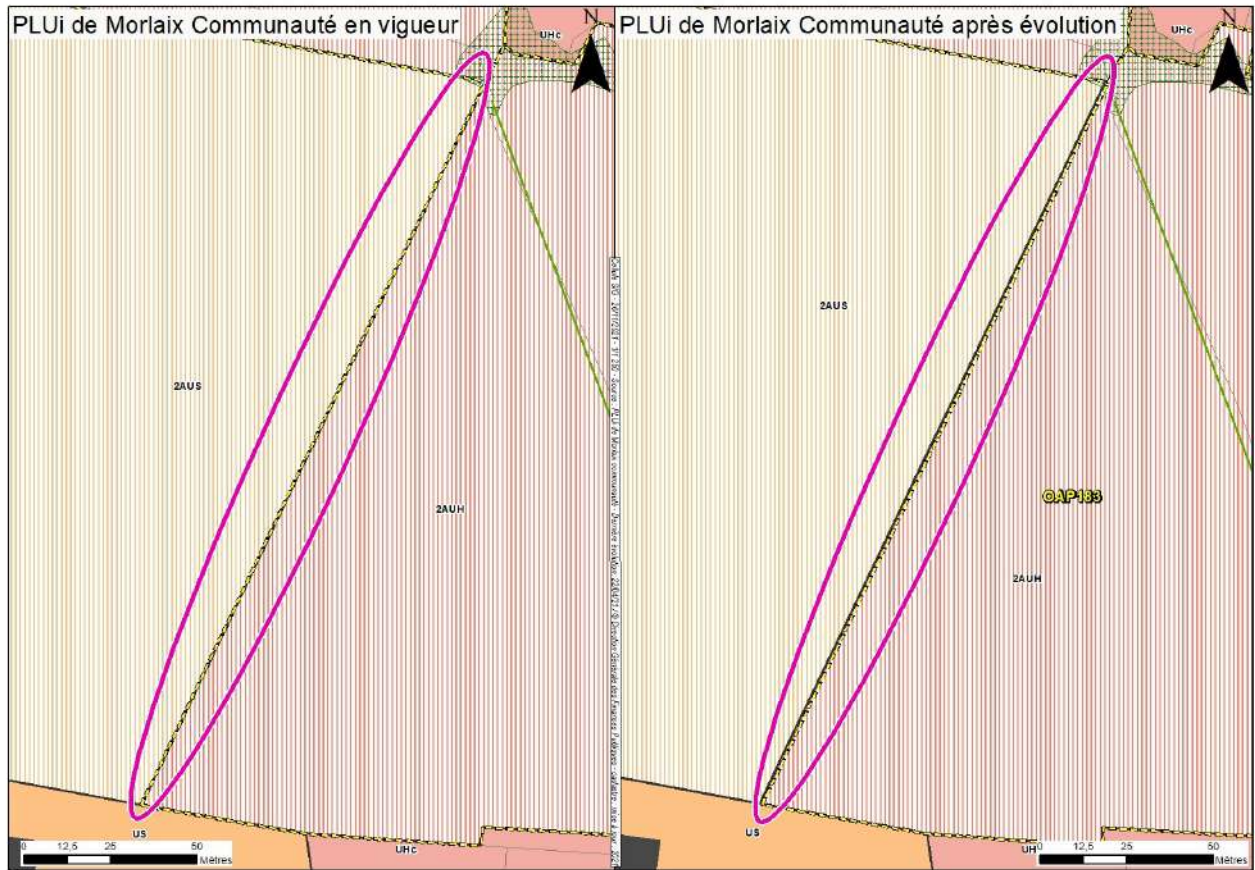 PLUi de Morlaix Communauté en vigueur
UHc
N
2AUS
2AUH
US
UHc
0 12,5 25 50
Mètres
PLUi de Morlaix Communauté après évolution
UHc
N
2AUS
OAP183
2AUH
US
UH
0 12,5 25 50
Mètres